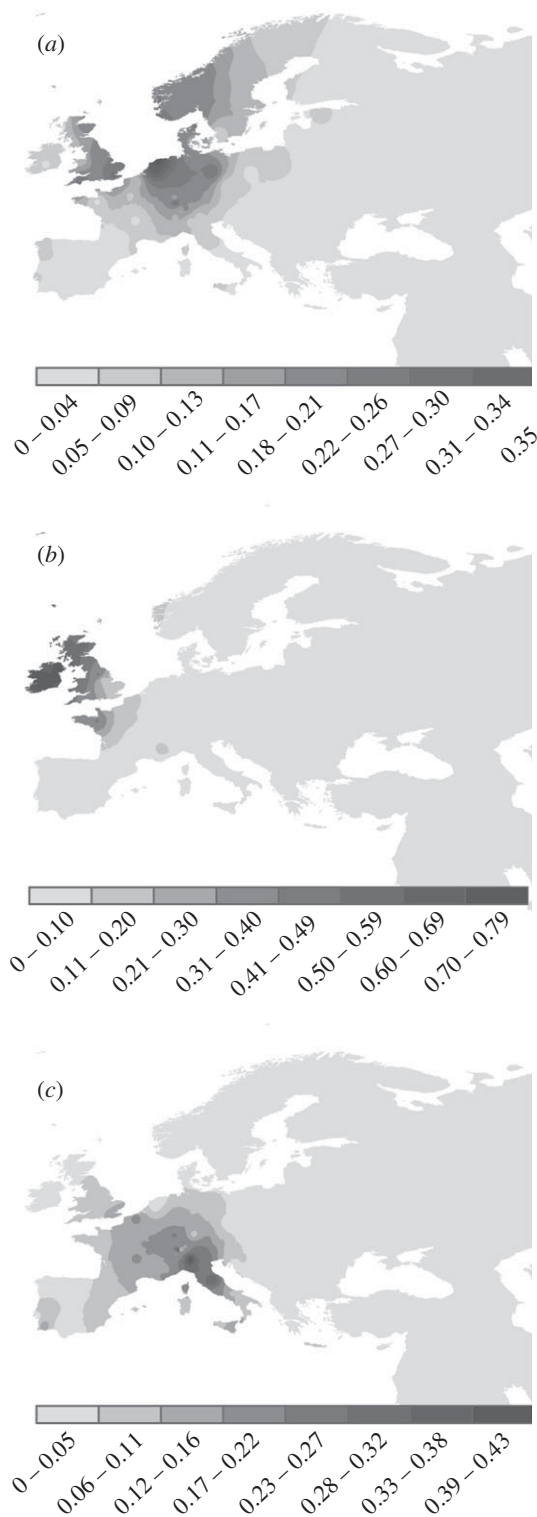 (a)
0 – 0.04
0.05 – 0.09
0.10 – 0.13
0.11 – 0.17
0.18 – 0.21
0.22 – 0.26
0.27 – 0.30
0.31 – 0.34
0.35
(b)
0 – 0.10
0.11 – 0.20
0.21 – 0.30
0.31 – 0.40
0.41 – 0.49
0.50 – 0.59
0.60 – 0.69
0.70 – 0.79
(c)
0 – 0.05
0.06 – 0.11
0.12 – 0.16
0.17 – 0.22
0.23 – 0.27
0.28 – 0.32
0.33 – 0.38
0.39 – 0.43